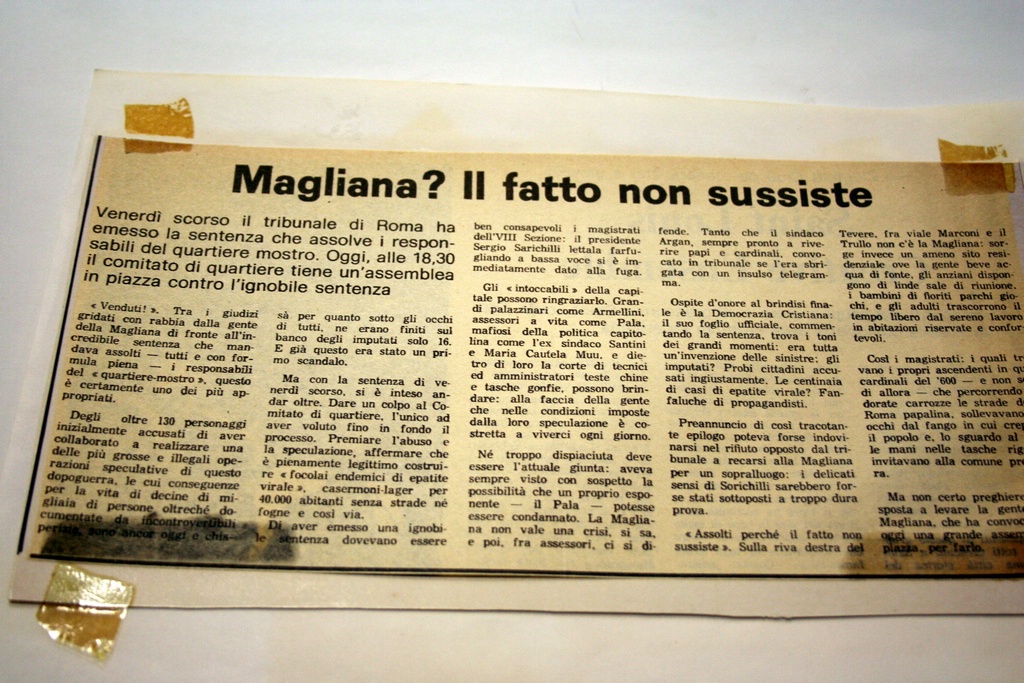 Magliana? Il fatto non sussiste
Venerdì scorso il tribunale di Roma ha
emesso la sentenza che assolve i respon-
sabili del quartiere mostro. Oggi, alle 18,30
il comitato di quartiere tiene un'assemblea
in piazza contro l'ignobile sentenza
« Venduti! ». Tra i giudizi
gridati con rabbia dalla gente
della Magliana di fronte all'in-
credibile sentenza che man-
dava assolti — tutti e con for-
mula piena — i responsabili
del « quartiere-mostro », questo
è certamente uno dei più ap-
propriati.
Degli oltre 130 personaggi
inizialmente accusati di aver
collaborato a realizzare una
delle più grosse e illegali ope-
razioni speculative di questo
dopoguerra, le cui conseguenze
per la vita di decine di mi-
gliaia di persone oltreché do-
cumentate da incontrovertibili
perizie, sono ancor oggi e chis-
sà per quanto sotto gli occhi
di tutti, ne erano finiti sul
banco degli imputati solo 16.
E già questo era stato un pri-
mo scandalo.
Ma con la sentenza di ve-
nerdì scorso, si è inteso an-
dar oltre. Dare un colpo al Co-
mitato di quartiere, l'unico ad
aver voluto fino in fondo il
processo. Premiare l'abuso e
la speculazione, affermare che
è pienamente legittimo costrui-
re « focolai endemici di epatite
virale », casermoni-lager per
40.000 abitanti senza strade né
fogne e così via.
Di aver emesso una ignobi-
le sentenza dovevano essere
ben consapevoli i magistrati
dell'VIII Sezione: il presidente
Sergio Sarichilli lettala farfu-
gliando a bassa voce si è im-
mediatamente dato alla fuga.
Gli « intoccabili » della capi-
tale possono ringraziarlo. Gran-
di palazzinari come Armellini,
assessori a vita come Pala,
mafiosi della politica capito-
lina come l'ex sindaco Santini
e Maria Cautela Muu, e die-
tro di loro la corte di tecnici
ed amministratori teste chine
e tasche gonfie, possono brin-
dare: alla faccia della gente
che nelle condizioni imposte
dalla loro speculazione è co-
stretta a viverci ogni giorno.
Né troppo dispiaciuta deve
essere l'attuale giunta: aveva
sempre visto con sospetto la
possibilità che un proprio espo-
nente — il Pala — potesse
essere condannato. La Maglia-
na non vale una crisi, si sa,
e poi, fra assessori, ci si di-
fende. Tanto che il sindaco
Argan, sempre pronto a rive-
rire papi e cardinali, convo-
cato in tribunale se l'era sbri-
gata con un insulso telegram-
ma.
Ospite d'onore al brindisi fina-
le è la Democrazia Cristiana:
il suo foglio ufficiale, commen-
tando la sentenza, trova i toni
dei grandi momenti: era tutta
un'invenzione delle sinistre; gli
imputati? Probi cittadini accu-
sati ingiustamente. Le centinaia
di casi di epatite virale? Fan-
faluche di propagandisti.
Preannuncio di così tracotan-
te epilogo poteva forse indovi-
narsi nel rifiuto opposto dal tri-
bunale a recarsi alla Magliana
per un sopralluogo: i delicati
sensi di Sorichilli sarebbero for-
se stati sottoposti a troppo dura
prova.
« Assolti perché il fatto non
sussiste ». Sulla riva destra del
Tevere, fra viale Marconi e il
Trullo non c'è la Magliana: sor-
ge invece un ameno sito resi-
denziale ove la gente beve ac-
qua di fonte, gli anziani dispon-
gono di linde sale di riunione,
i bambini di fioriti parchi gio-
chi, e gli adulti trascorrono il
tempo libero dal sereno lavoro
in abitazioni riservate e confor-
tevoli.
Così i magistrati: i quali tr
vano i propri ascendenti in qu
cardinali del '600 — e non s
di allora — che percorrendo
dorate carrozze le strade d
Roma papalina, sollevavano
occhi dal fango in cui crep
il popolo e, lo sguardo al
le mani nelle tasche rig
invitavano alla comune pre
ra.
Ma non certo preghiere
sposta a levare la gente
Magliana, che ha convoc
oggi una grande assem
piazza, per farlo.